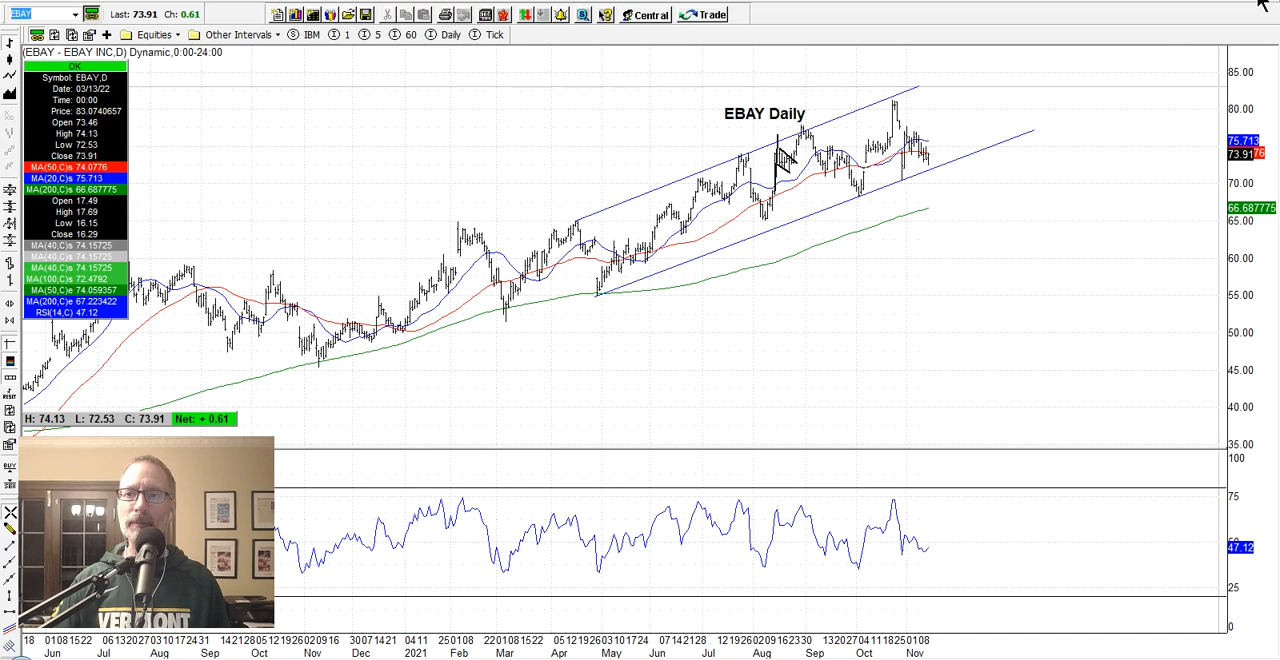 EBAY Last: 73.91 Ch: 0.61 Central Trade
Equities Other Intervals IBM 1 5 60 Daily Tick
(EBAY - EBAY INC,D) Dynamic,0:00-24:00
OK
Symbol: EBAY,D
Date: 03/13/22
Time: 00:00
Price: 83.0740657
Open 73.46
High 74.13
Low 72.53
Close 73.91
MA(50,C)s 74.0776
MA(20,C)s 75.713
MA(200,C)s 66.687775
Open 17.49
High 17.69
Low 16.15
Close 16.29
MA(40,C)s 74.15725
MA(40,C)s 74.15725
MA(40,C)s 74.15725
MA(100,C)s 72.4792
MA(50,C)e 74.059357
MA(200,C)e 67.223422
RSI(14,C) 47.12
EBAY Daily
85.00
80.00
75.713
73.91 76
70.00
66.687775
65.00
60.00
55.00
50.00
45.00
40.00
35.00
H: 74.13 L: 72.53 C: 73.91 Net: + 0.61
RESET
BUY
100
75
47.12
25
0
VERMONT
Jun Jul Aug Sep Oct Nov Dec 2021 Feb Mar Apr May Jun Jul Aug Sep Oct Nov